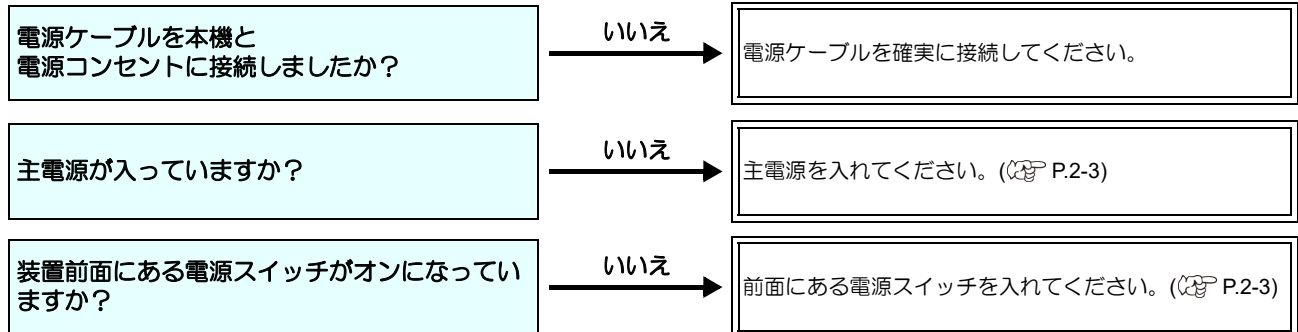 電源ケーブルを本機と
電源コンセントに接続しましたか？
いいえ
電源ケーブルを確実に接続してください。
主電源が入っていますか？
いいえ
主電源を入れてください。( P.2-3)
装置前面にある電源スイッチがオンになってい
ますか？
いいえ
前面にある電源スイッチを入れてください。( P.2-3)